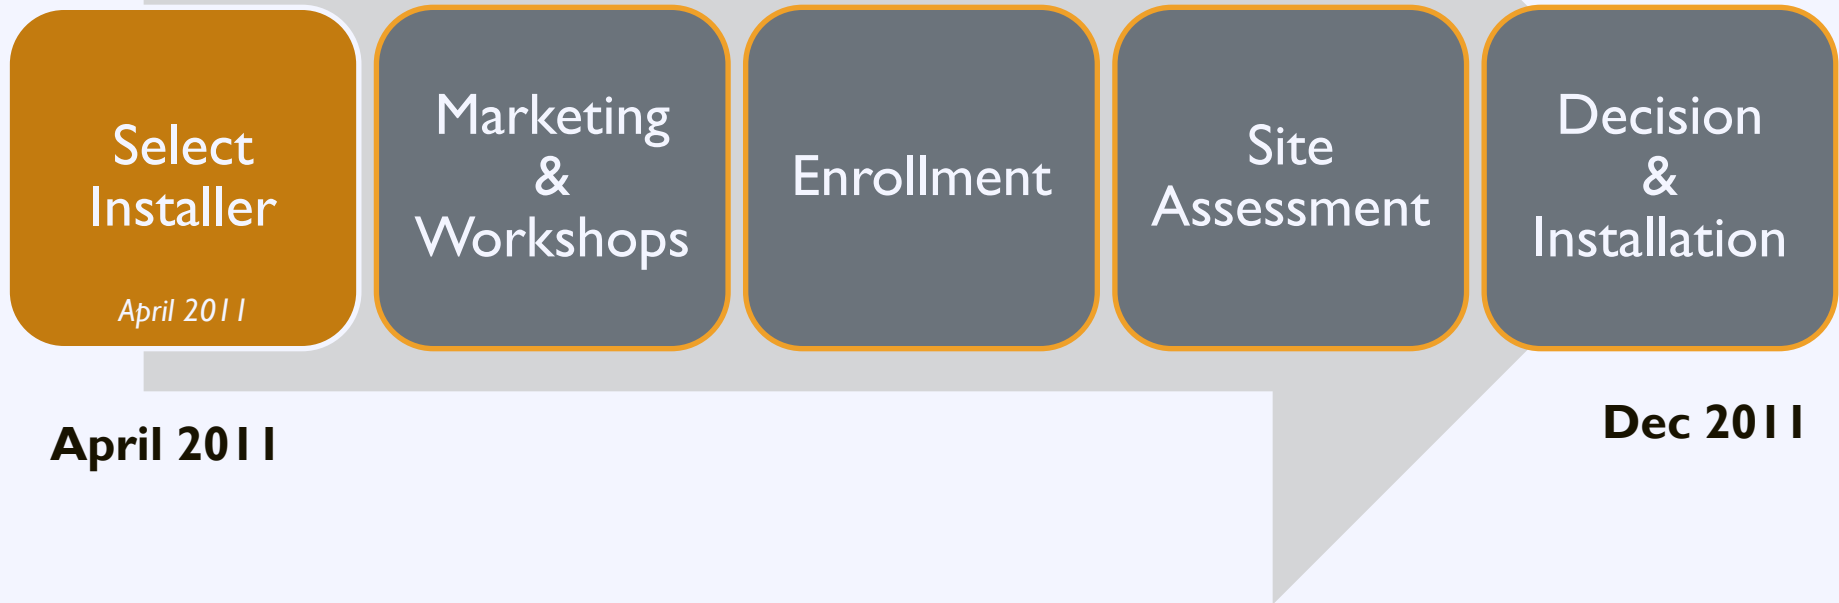 Select
Installer
April 2011
Marketing
&
Workshops
Enrollment
Site
Assessment
Decision
&
Installation
April 2011
Dec 2011